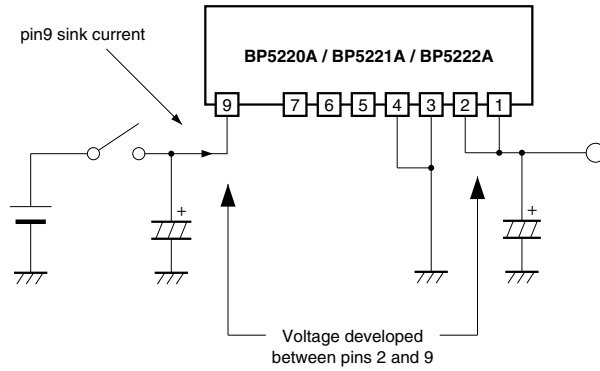 pin9 sink current
BP5220A / BP5221A / BP5222A
9 7 6 5 4 3 2 1
+ +
Voltage developed
between pins 2 and 9